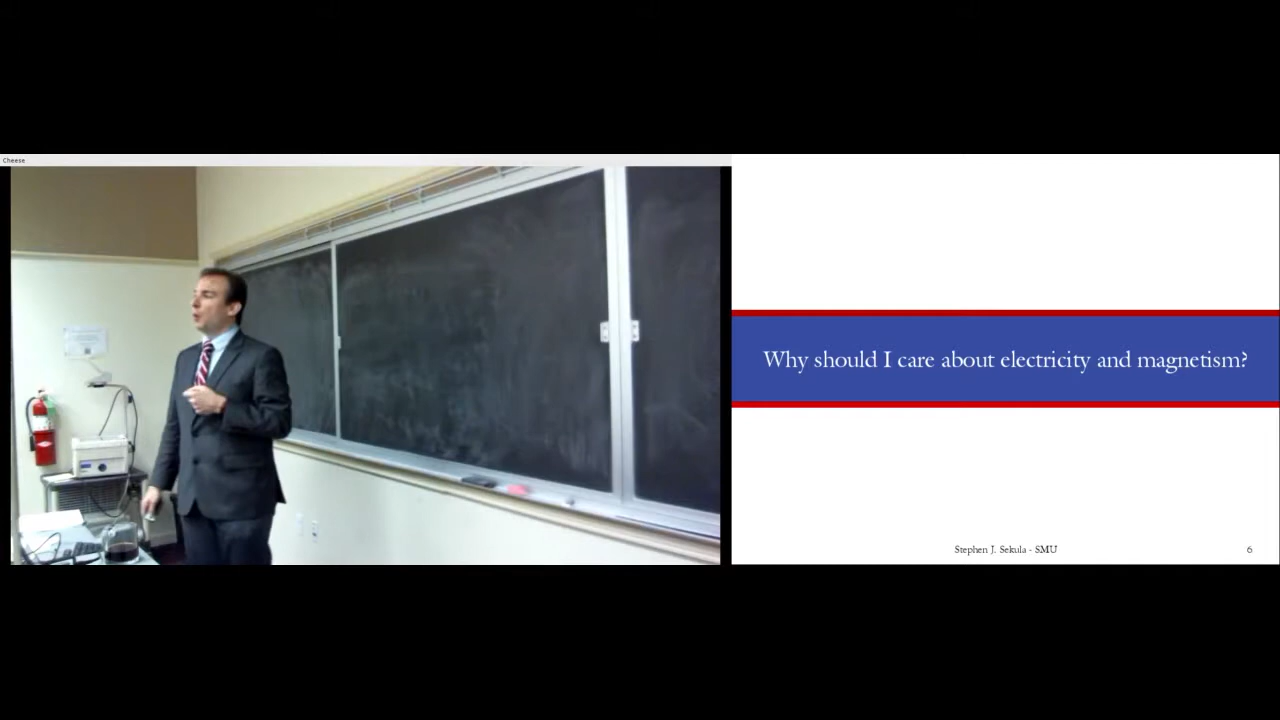 Cheese
Why should I care about electricity and magnetism?
Stephen J. Sekula - SMU
6